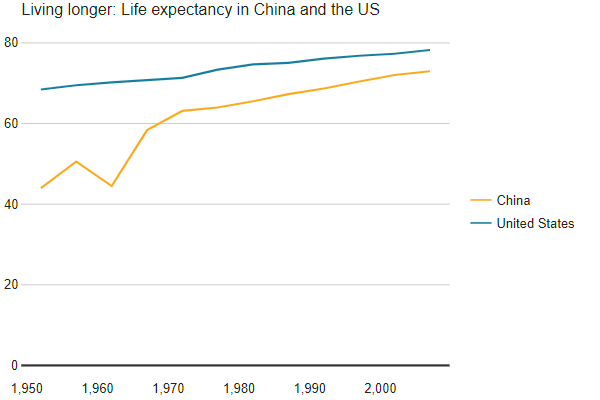 Living longer: Life expectancy in China and the US
80
60
40
20
0
1,950 1,960 1,970 1,980 1,990 2,000
China
United States